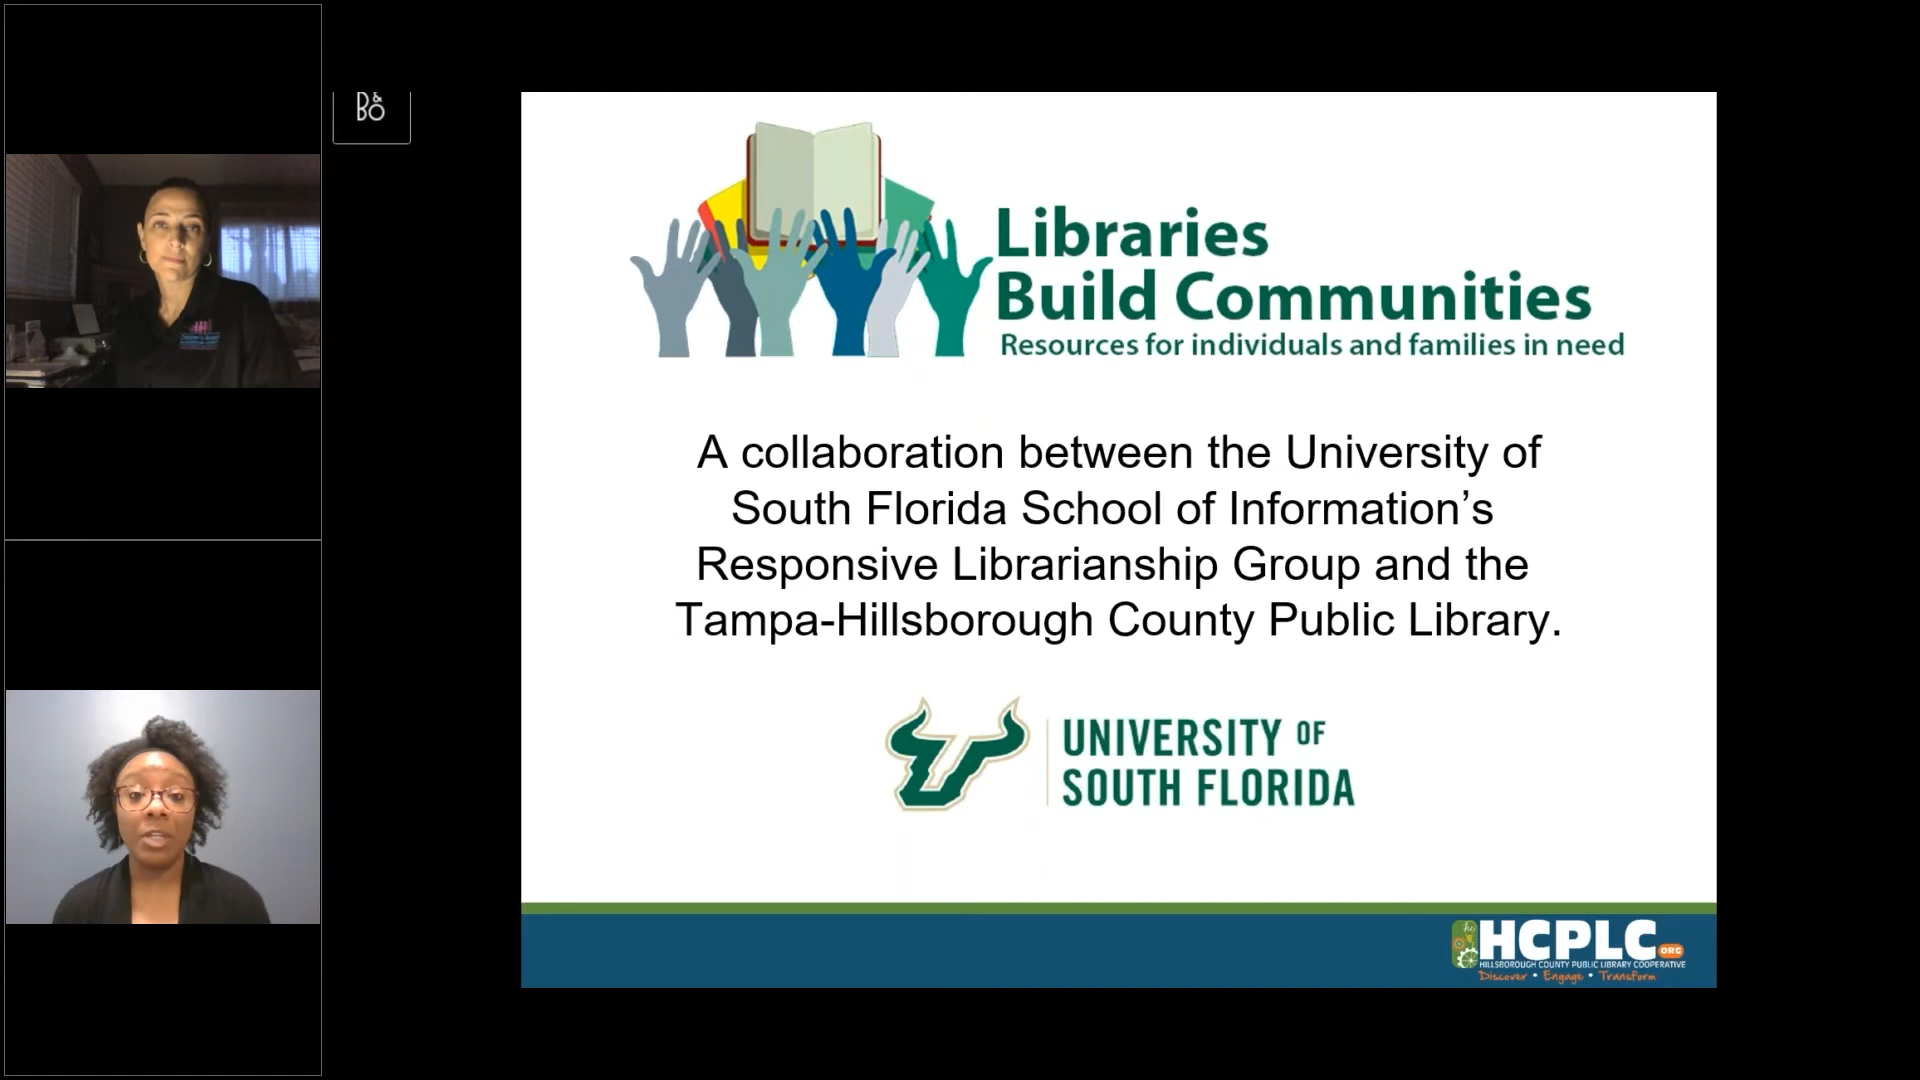 B&O
Libraries
Build Communities
Resources for individuals and families in need
A collaboration between the University of
South Florida School of Information’s
Responsive Librarianship Group and the
Tampa-Hillsborough County Public Library.
UNIVERSITY OF
SOUTH FLORIDA
hc
HCPLC.ORG
HILLSBOROUGH COUNTY PUBLIC LIBRARY COOPERATIVE
Discover • Engage • Transform